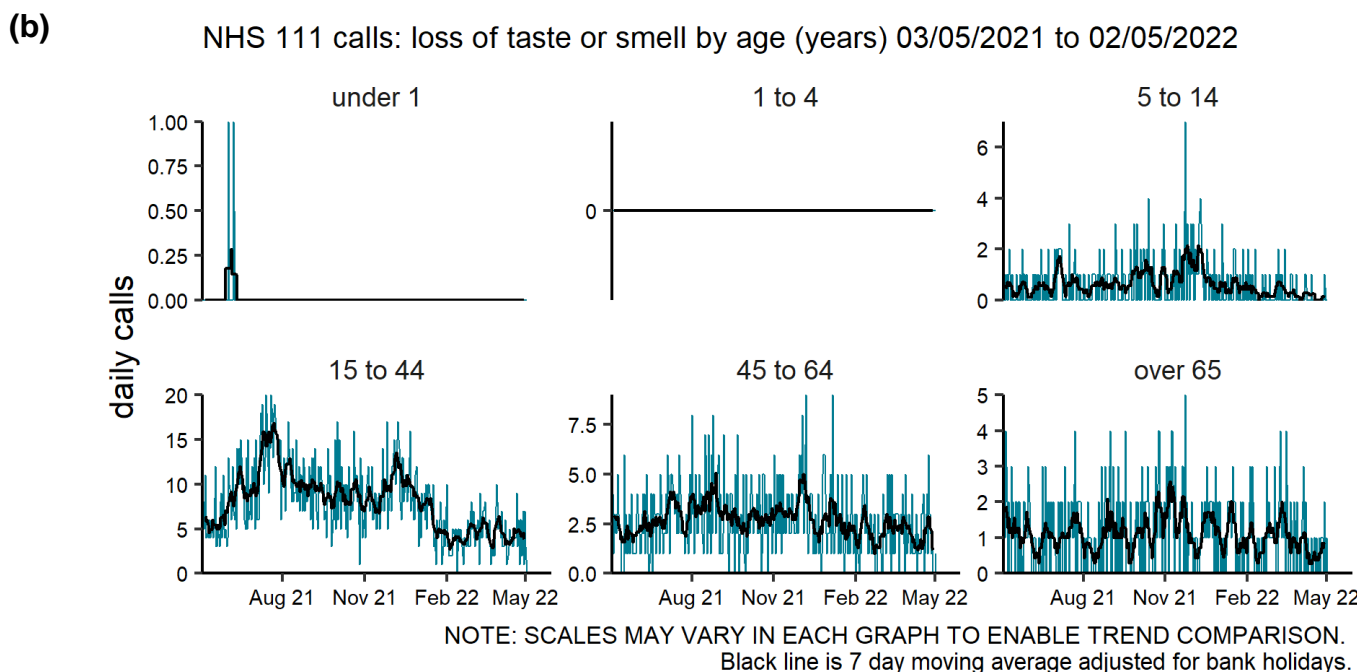 (b)
NHS 111 calls: loss of taste or smell by age (years) 03/05/2021 to 02/05/2022
daily calls
under 1
1.00
0.75
0.50
0.25
0.00
1 to 4
0
5 to 14
6
4
2
0
15 to 44
20
15
10
5
0
Aug 21 Nov 21 Feb 22 May 22
45 to 64
7.5
5.0
2.5
0.0
Aug 21 Nov 21 Feb 22 May 22
over 65
5
4
3
2
1
0
Aug 21 Nov 21 Feb 22 May 22
NOTE: SCALES MAY VARY IN EACH GRAPH TO ENABLE TREND COMPARISON.
Black line is 7 day moving average adjusted for bank holidays.